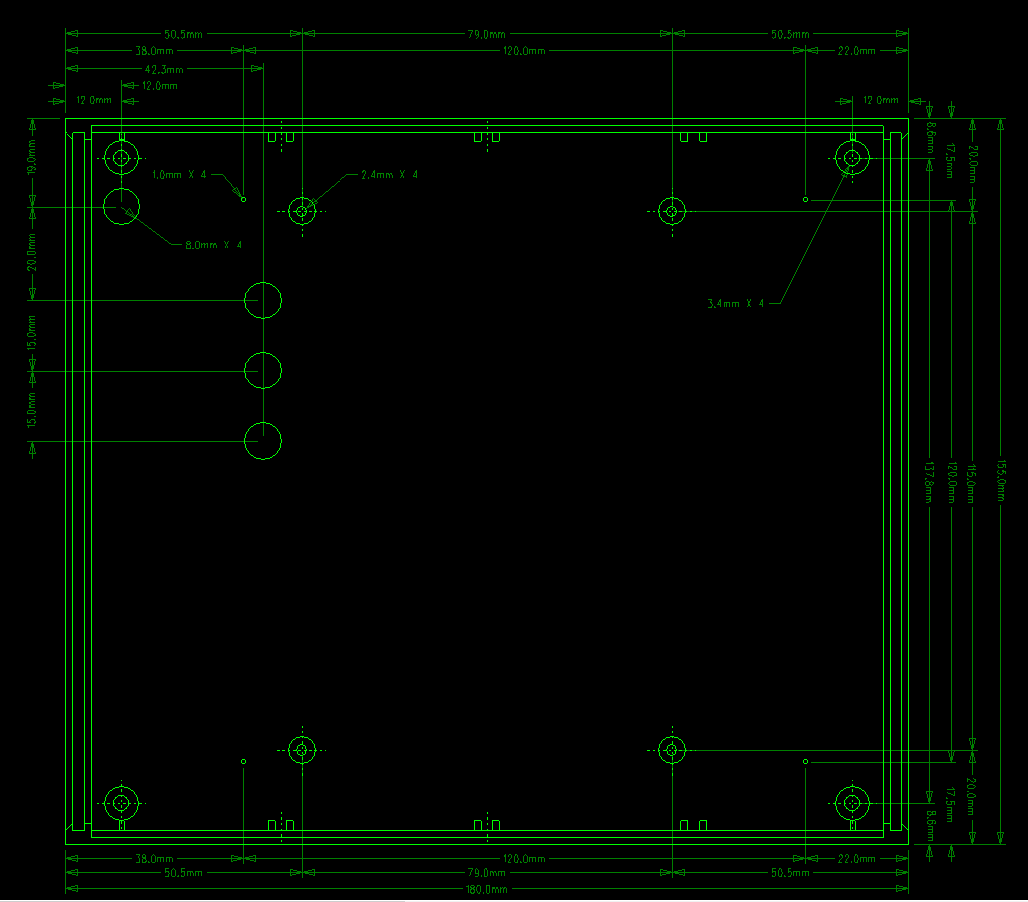 50.5mm 79.0mm 50.5mm
38.0mm 120.0mm 22.0mm
42.3mm
12.0mm
12.0mm 12.0mm
8.6mm
17.5mm
20.0mm
19.0mm
1.0mm X 4
2.4mm X 4
8.0mm X 4
20.0mm
3.4mm X 4
15.0mm
15.0mm
137.8mm
120.0mm
115.0mm
155.0mm
8.6mm
17.5mm
20.0mm
38.0mm 120.0mm 22.0mm
50.5mm 79.0mm 50.5mm
180.0mm